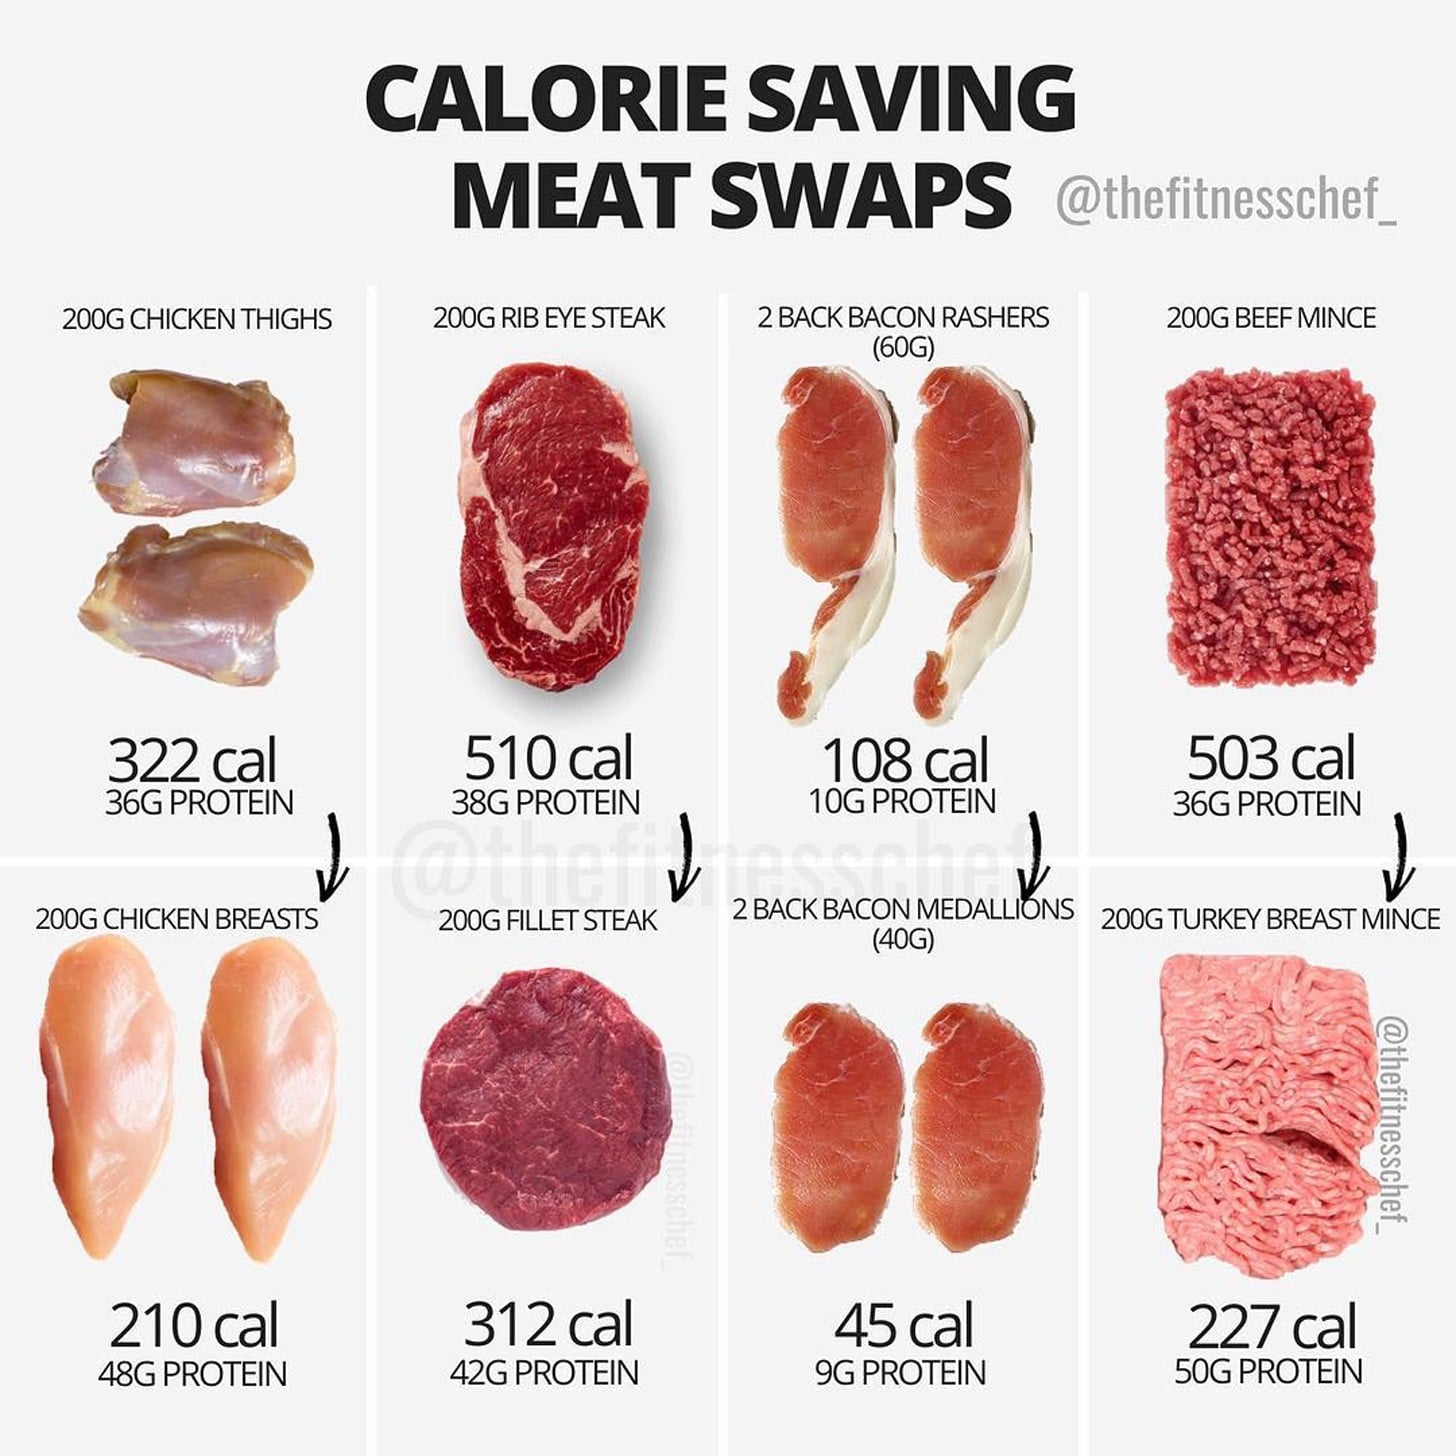 CALORIE SAVING
MEAT SWAPS
@thefitnesschef_
200G CHICKEN THIGHS
322 cal
36G PROTEIN
200G RIB EYE STEAK
510 cal
38G PROTEIN
2 BACK BACON RASHERS
(60G)
108 cal
10G PROTEIN
200G BEEF MINCE
503 cal
36G PROTEIN
@thefitnesschef
200G CHICKEN BREASTS
210 cal
48G PROTEIN
200G FILLET STEAK
@thefitnesschef_
312 cal
42G PROTEIN
2 BACK BACON MEDALLIONS
(40G)
45 cal
9G PROTEIN
200G TURKEY BREAST MINCE
@thefitnesschef_
227 cal
50G PROTEIN